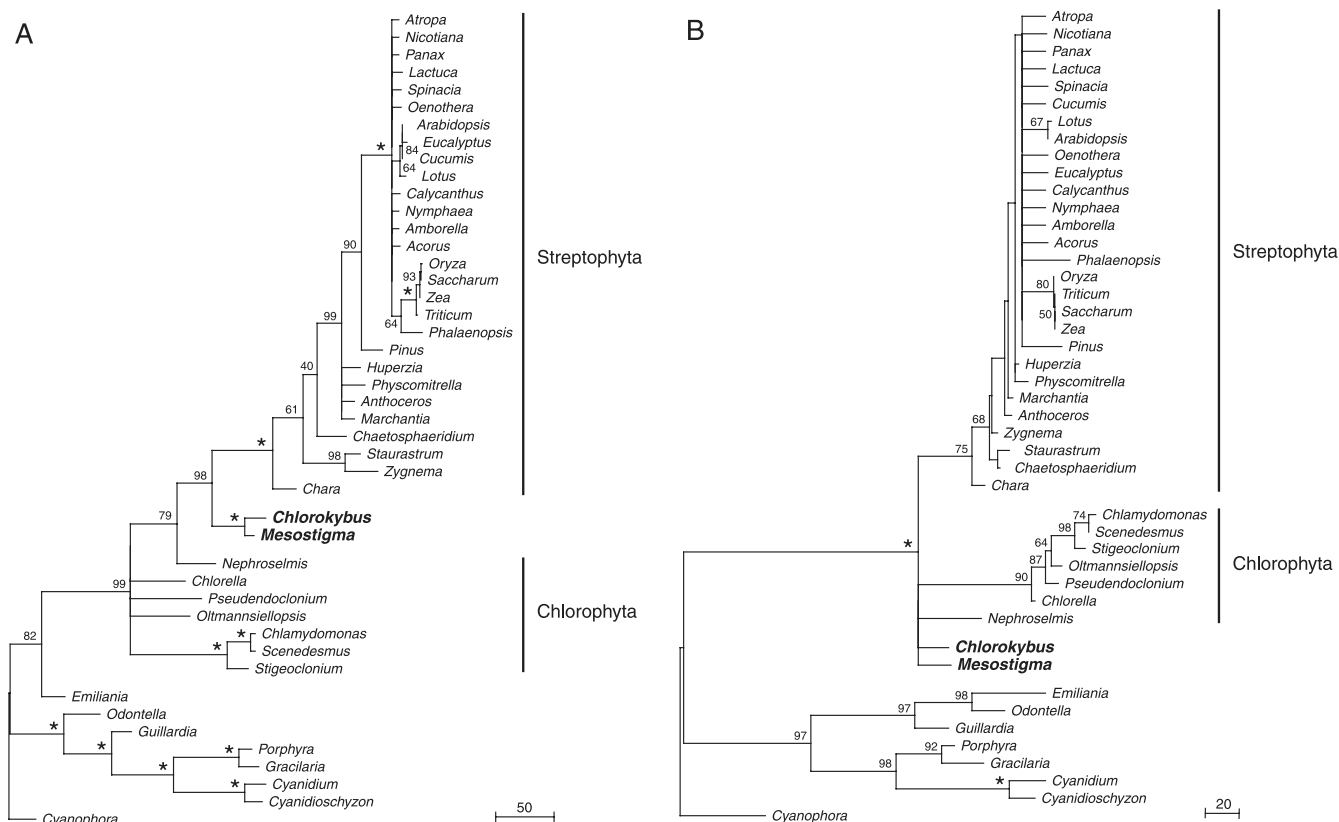 A
Atropa
Nicotiana
Panax
Lactuca
Spinacia
Oenothera
Arabidopsis
* Eucalyptus
84 Cucumis
64 Lotus
Calycanthus
Nymphaea
Amborella
Acorus
90
Streptophyta
Oryza
93 Saccharum
* Zea
Triticum
64 Phalaenopsis
99
Pinus
Huperzia
40 Physcomitrella
Anthoceros
61 Marchantia
Chaetosphaeridium
* 98 Staurastrum
Zygnema
98 Chara
* Chlorokybus
79 Mesostigma
Nephroselmis
99 Chlorella
Pseudendoclonium
Oltmannsiellopsis
Chlorophyta
* Chlamydomonas
82 * Scenedesmus
Stigeoclonium
Emiliania
* Odontella
* Guillardia
* * Porphyra
Gracilaria
* Cyanidium
Cyanidioschyzon
50
Cyanophora
B
Atropa
Nicotiana
Panax
Lactuca
Spinacia
Cucumis
67 Lotus
Arabidopsis
Oenothera
Eucalyptus
Calycanthus
Nymphaea
Amborella
Acorus
Streptophyta
Phalaenopsis
Oryza
80 Triticum
Saccharum
50 Zea
Pinus
Huperzia
Physcomitrella
Marchantia
Anthoceros
68 Zygnema
Staurastrum
75 Chaetosphaeridium
Chara
74 Chlamydomonas
98 Scenedesmus
64 Stigeoclonium
* 87 Oltmannsiellopsis
Chlorophyta
90 Pseudendoclonium
Chlorella
Nephroselmis
Chlorokybus
Mesostigma
98 Emiliania
97 Odontella
Guillardia
97
92 Porphyra
98 Gracilaria
* Cyanidium
Cyanidioschyzon
20
Cyanophora